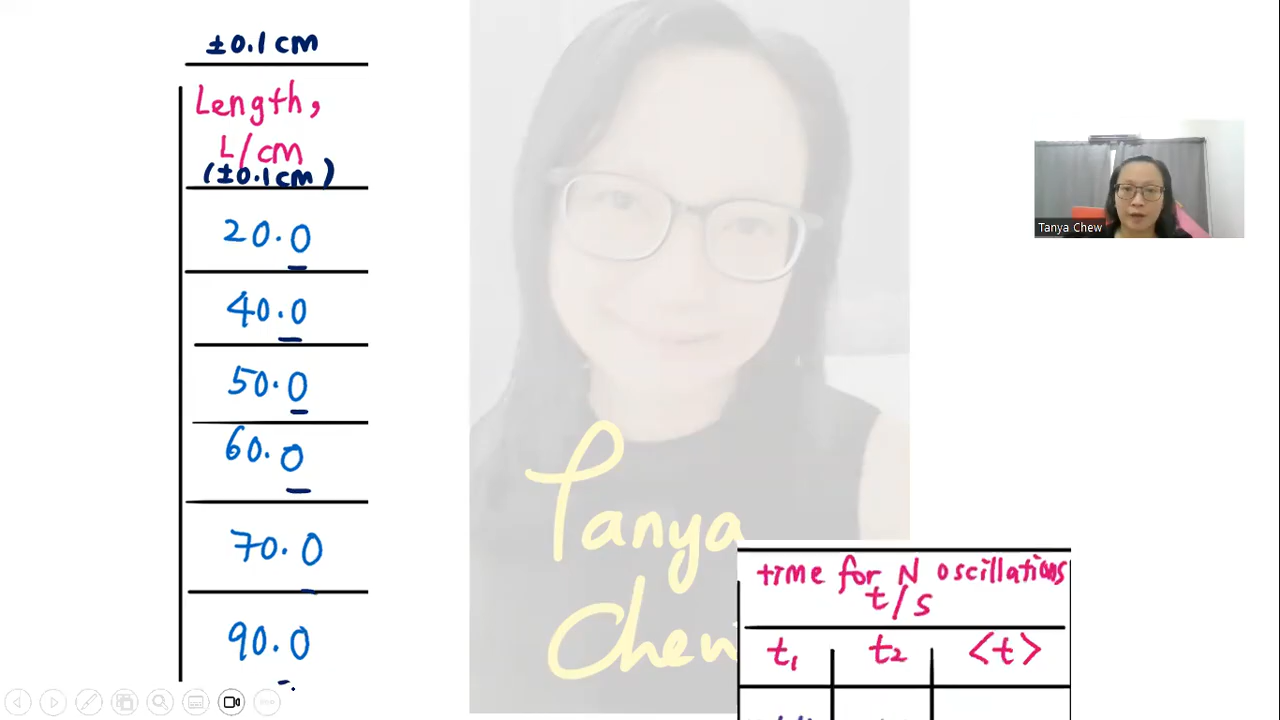 ±0.1 cm
Length,
L/cm
(±0.1cm)
20.0
40.0
50.0
60.0
70.0
90.0
Tanya
Chew
Tanya Chew
time for N oscillations
t/s
t₁ t₂ <t>